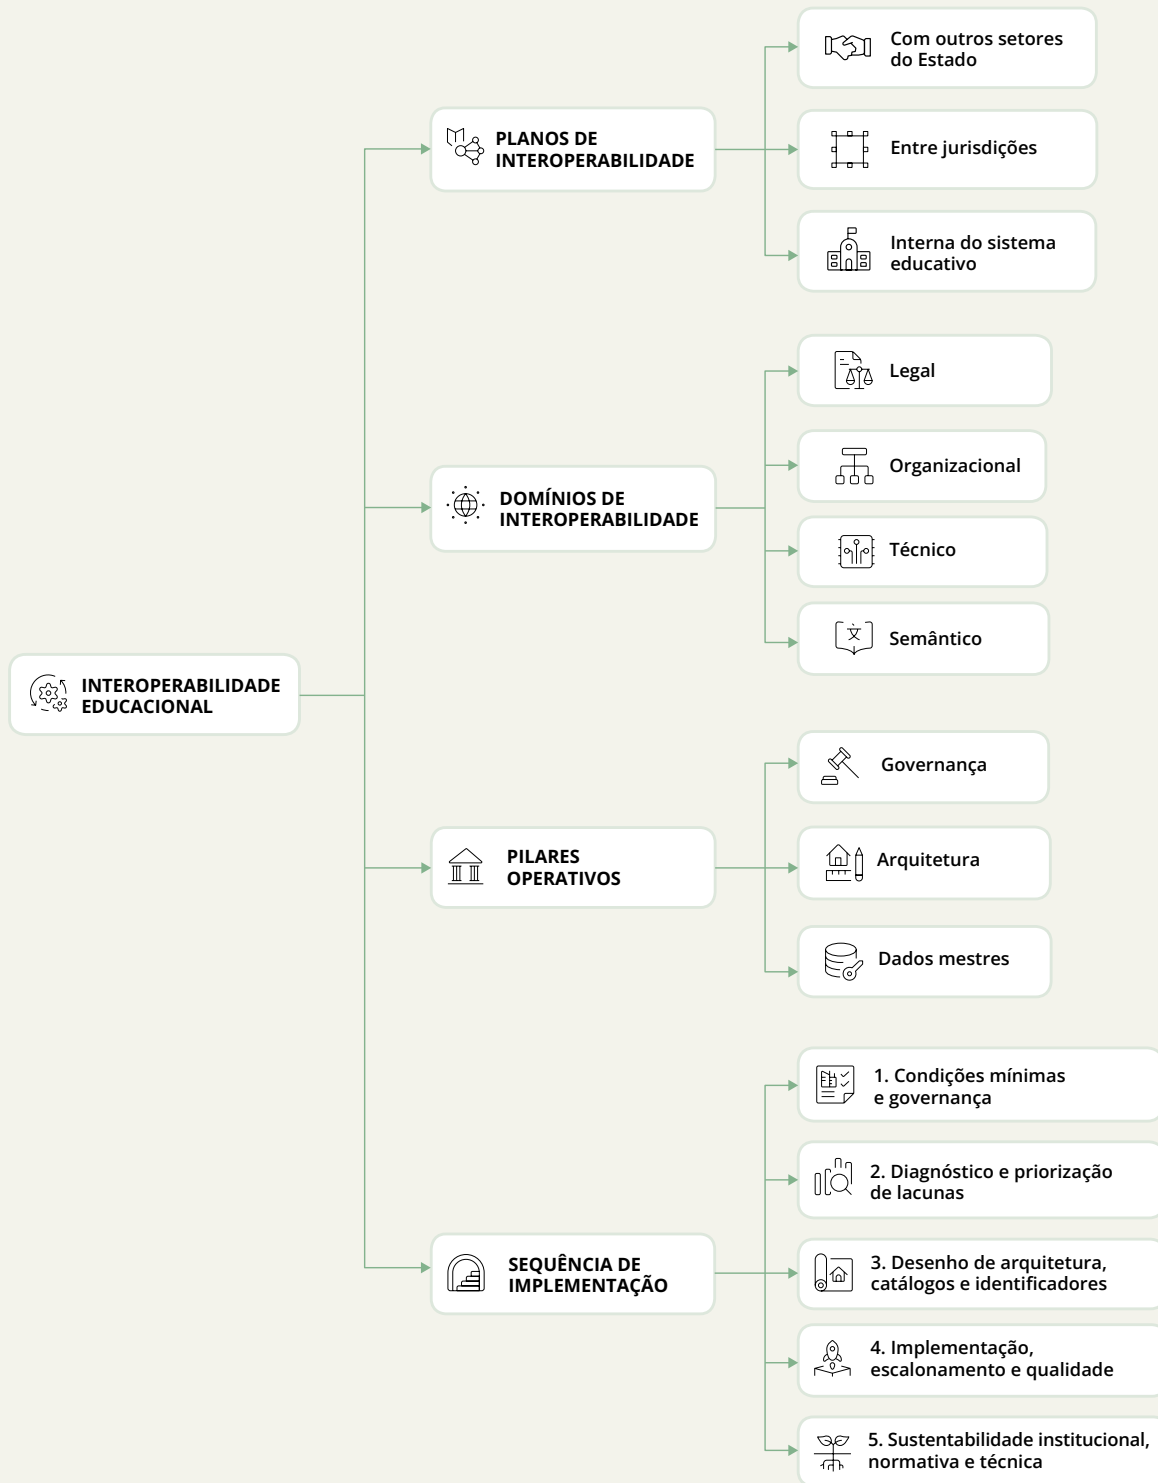 INTEROPERABILIDADE
EDUCACIONAL
PLANOS DE
INTEROPERABILIDADE
Com outros setores
do Estado
Entre jurisdições
Interna do sistema
educativo
DOMÍNIOS DE
INTEROPERABILIDADE
Legal
Organizacional
Técnico
Semântico
PILARES
OPERATIVOS
Governança
Arquitetura
Dados mestres
SEQUÊNCIA DE
IMPLEMENTAÇÃO
1. Condições mínimas
e governança
2. Diagnóstico e priorização
de lacunas
3. Desenho de arquitetura,
catálogos e identificadores
4. Implementação,
escalonamento e qualidade
5. Sustentabilidade institucional,
normativa e técnica